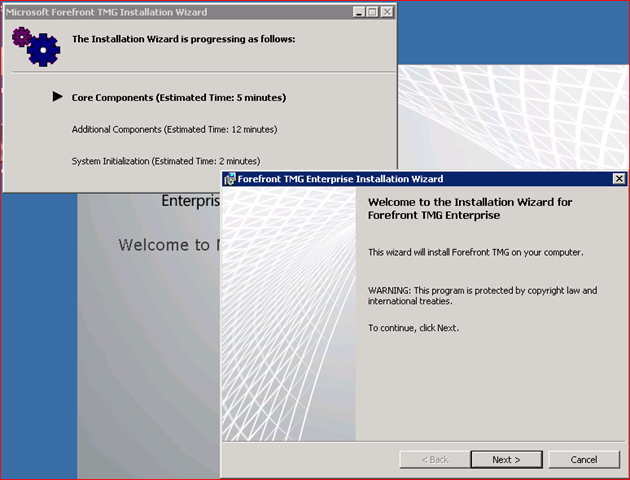 Microsoft Forefront TMG Installation Wizard
The Installation Wizard is progressing as follows:
Core Components (Estimated Time: 5 minutes)
Additional Components (Estimated Time: 12 minutes)
System Initialization (Estimated Time: 2 minutes)
Welcome to
Forefront TMG Enterprise Installation Wizard
Welcome to the Installation Wizard for
Forefront TMG Enterprise
This wizard will install Forefront TMG on your computer.
WARNING: This program is protected by copyright law and
international treaties.
To continue, click Next.
< Back
Next >
Cancel